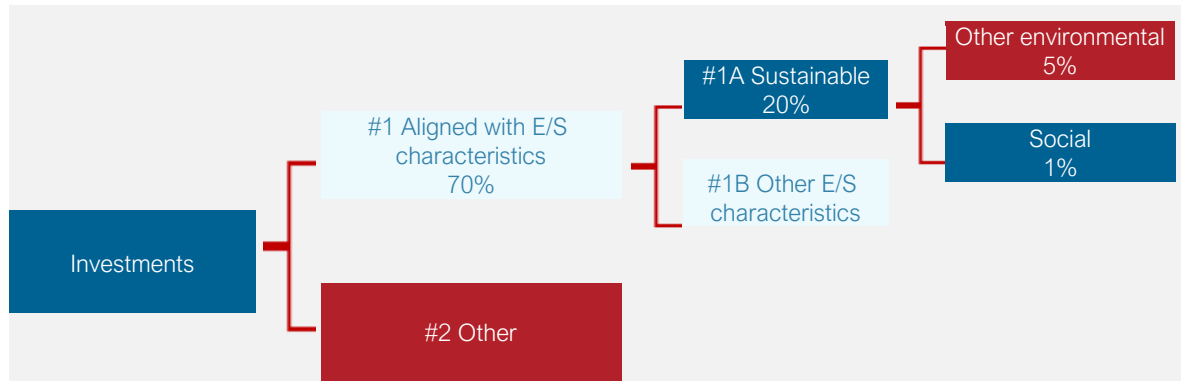 Investments
#1 Aligned with E/S
characteristics
70%
#2 Other
#1A Sustainable
20%
#1B Other E/S
characteristics
Other environmental
5%
Social
1%